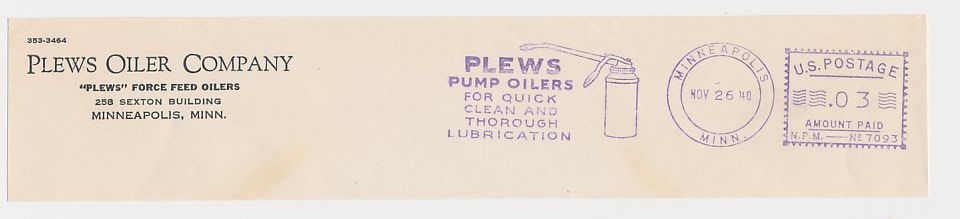 353-3464
PLEWS OILER COMPANY
"PLEWS" FORCE FEED OILERS
258 SEXTON BUILDING
MINNEAPOLIS, MINN.
PLEWS
PUMP OILERS
FOR QUICK
CLEAN AND
THOROUGH
LUBRICATION
MINNEAPOLIS
NOV 26 '40
MINN.
U.S. POSTAGE
.03
AMOUNT PAID
N.P.M. — No. 7093